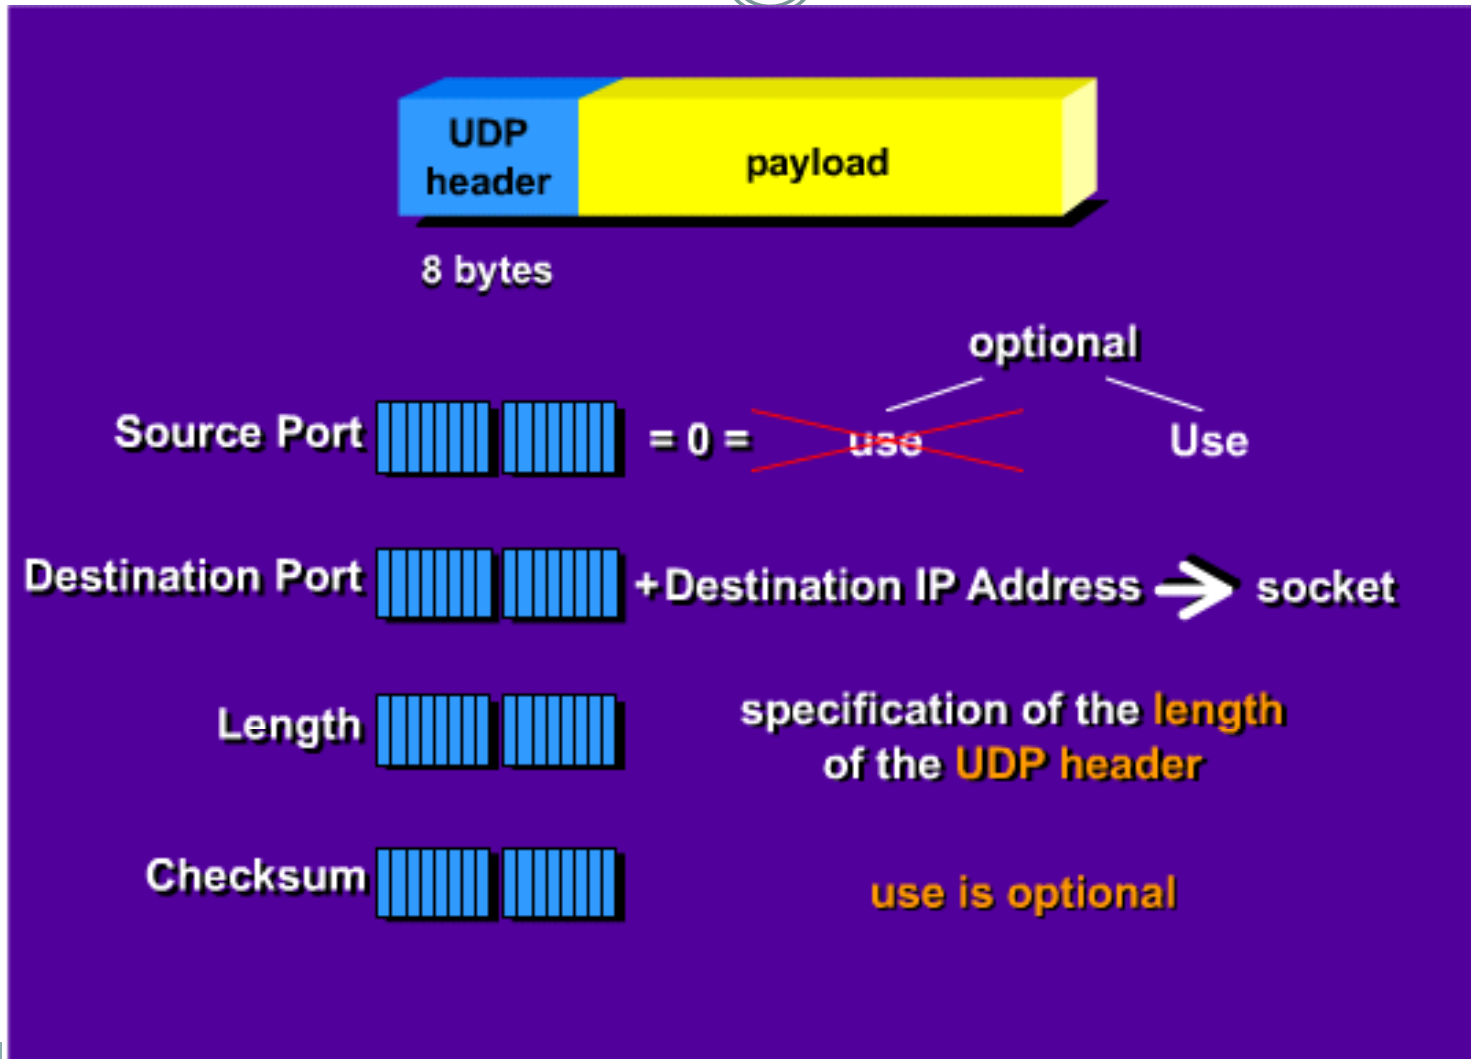 UDP
header
payload
8 bytes
optional
Source Port = 0 = use Use
Destination Port + Destination IP Address socket
Length
specification of the length
of the UDP header
Checksum
use is optional